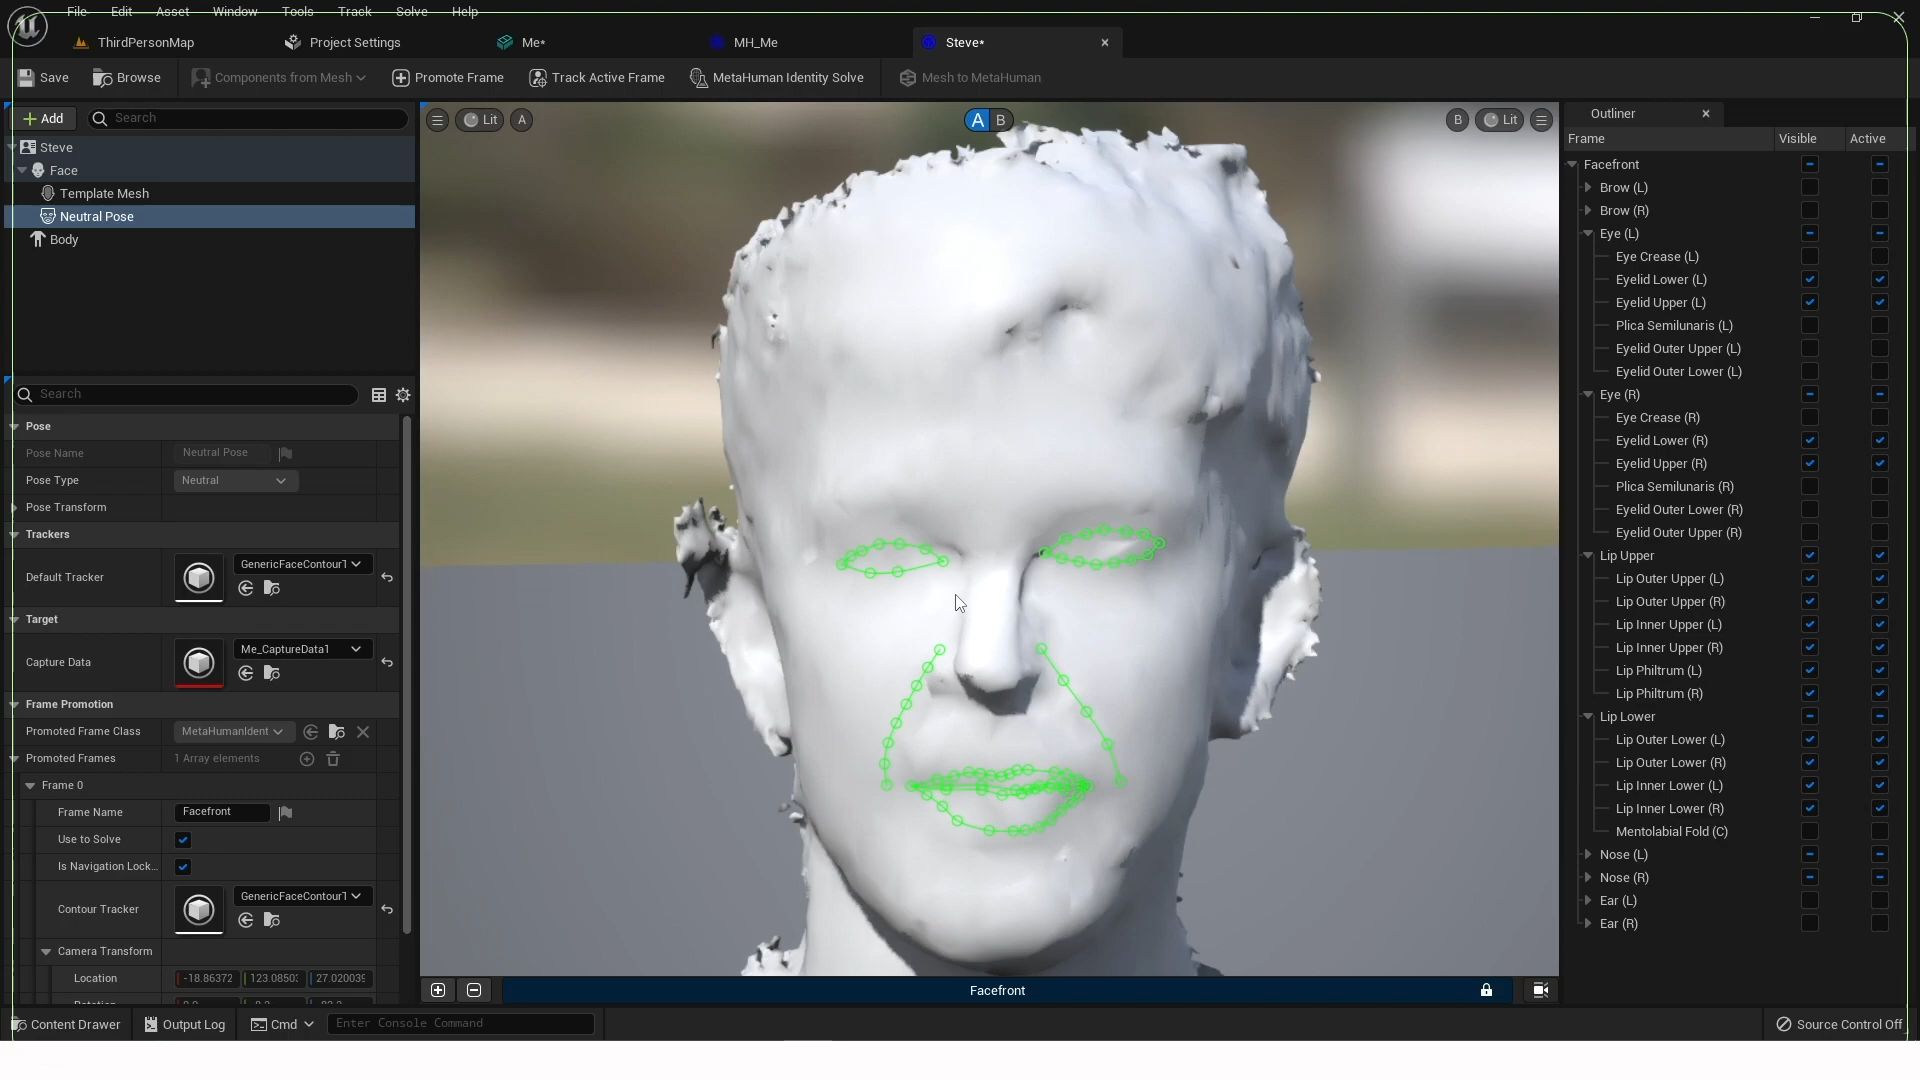 File Edit Asset Window Tools Track Solve Help
ThirdPersonMap Project Settings Me* MH_Me Steve*
Save Browse Components from Mesh Promote Frame Track Active Frame MetaHuman Identity Solve Mesh to MetaHuman
Add Search
Steve
Face
Template Mesh
Neutral Pose
Body
Search
Pose
Pose Name Neutral Pose
Pose Type Neutral
Pose Transform
Trackers
Default Tracker GenericFaceContourT
Target
Capture Data Me_CaptureData1
Frame Promotion
Promoted Frame Class MetaHumanIdent
Promoted Frames 1 Array elements
Frame 0
Frame Name Facefront
Use to Solve
Is Navigation Lock...
Contour Tracker GenericFaceContourT
Camera Transform
Location -18.86372 123.0850 27.020039
Lit A
A B
B Lit
Facefront
Outliner
Frame Visible Active
Facefront
Brow (L)
Brow (R)
Eye (L)
Eye Crease (L)
Eyelid Lower (L)
Eyelid Upper (L)
Plica Semilunaris (L)
Eyelid Outer Upper (L)
Eyelid Outer Lower (L)
Eye (R)
Eye Crease (R)
Eyelid Lower (R)
Eyelid Upper (R)
Plica Semilunaris (R)
Eyelid Outer Lower (R)
Eyelid Outer Upper (R)
Lip Upper
Lip Outer Upper (L)
Lip Outer Upper (R)
Lip Inner Upper (L)
Lip Inner Upper (R)
Lip Philtrum (L)
Lip Philtrum (R)
Lip Lower
Lip Outer Lower (L)
Lip Outer Lower (R)
Lip Inner Lower (L)
Lip Inner Lower (R)
Mentolabial Fold (C)
Nose (L)
Nose (R)
Ear (L)
Ear (R)
Content Drawer Output Log Cmd Enter Console Command Source Control Off